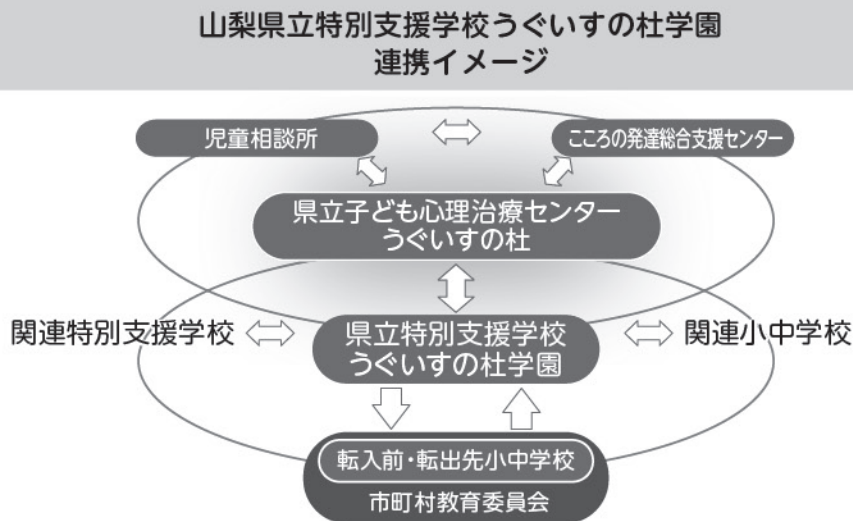 山梨県立特別支援学校うぐいすの杜学園
連携イメージ
児童相談所
こころの発達総合支援センター
県立子ども心理治療センター
うぐいすの杜
関連特別支援学校
県立特別支援学校
うぐいすの杜学園
関連小中学校
転入前・転出先小中学校
市町村教育委員会